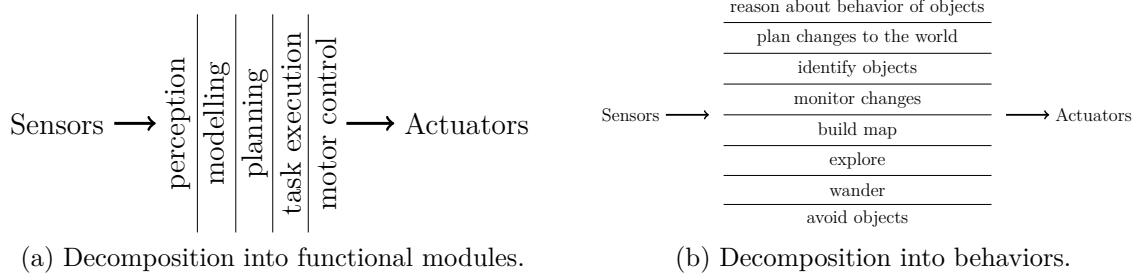 Sensors
perception
modelling
planning
task execution
motor control
Actuators
(a) Decomposition into functional modules.
reason about behavior of objects
plan changes to the world
identify objects
monitor changes
Sensors
build map
explore
wander
avoid objects
Actuators
(b) Decomposition into behaviors.